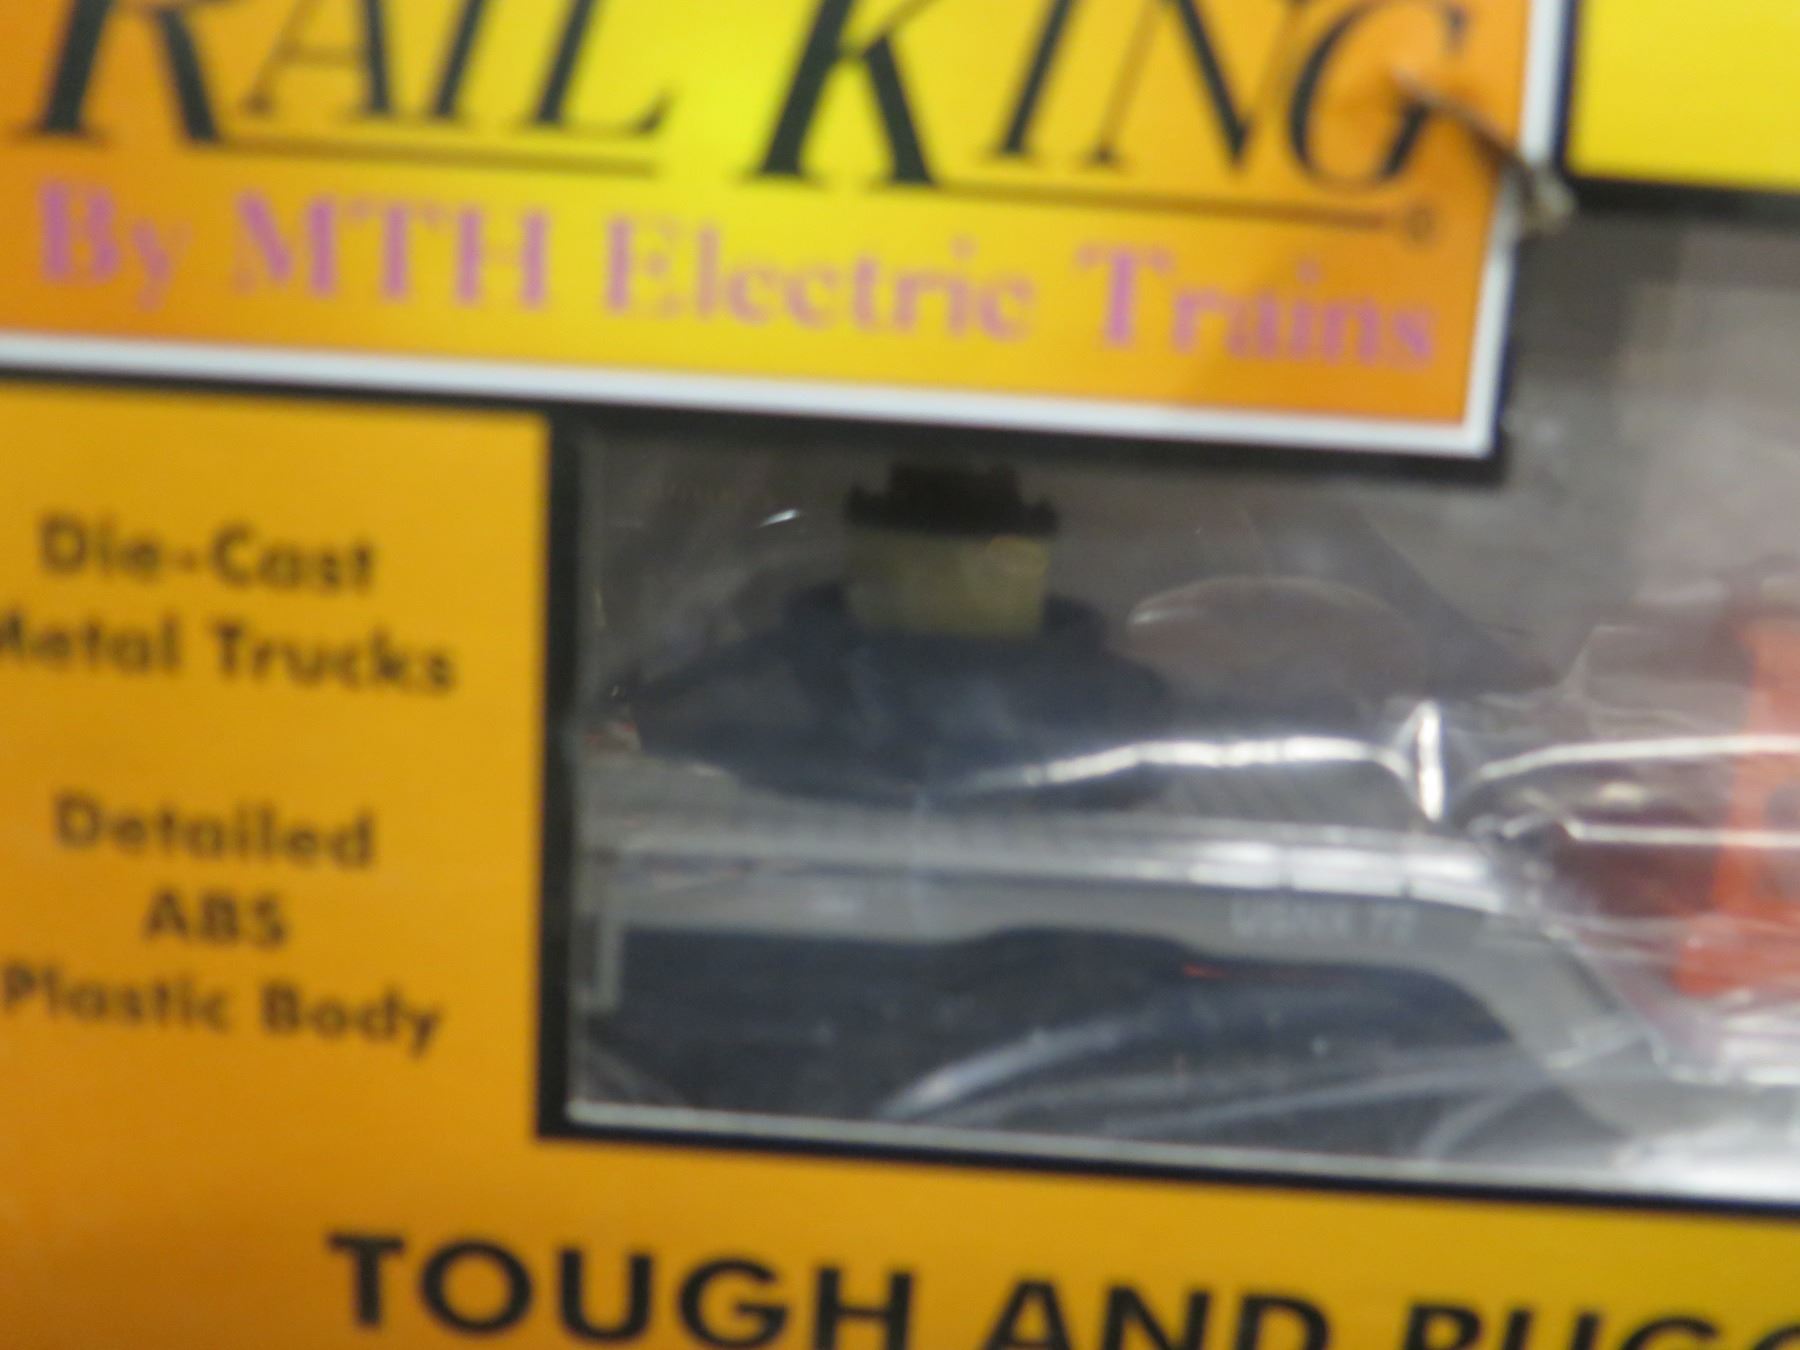 RAIL KING®
By MTH Electric Trains
Die-Cast
Metal Trucks
Detailed
ABS
Plastic Body
TOUGH AND